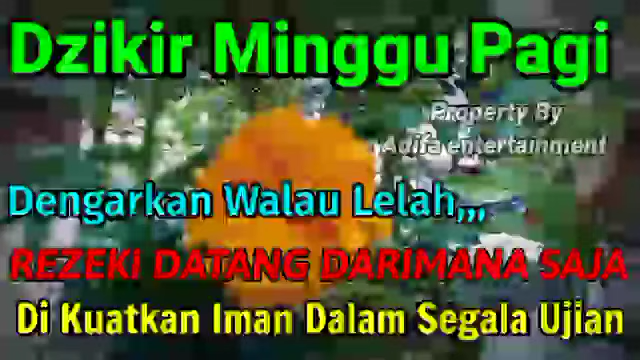 Dzikir Minggu Pagi
Property By
Adifa entertainment
Dengarkan Walau Lelah,,,
REZEKI DATANG DARIMANA SAJA
Di Kuatkan Iman Dalam Segala Ujian